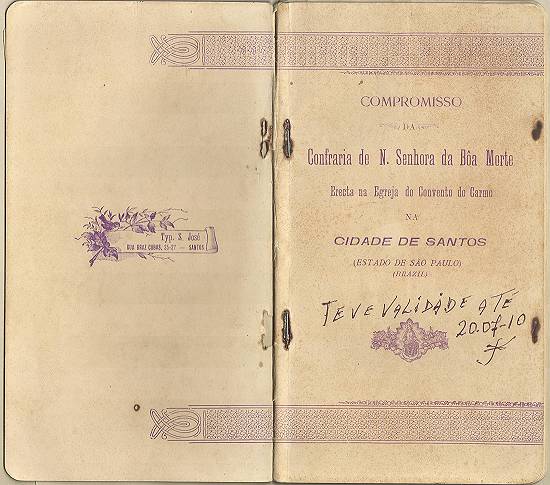 Typ. S. José
RUA BRAZ CUBAS, 25-27 — SANTOS
COMPROMISSO
DA
Confraria de N. Senhora da Bôa Morte
Erecta na Egreja do Convento do Carmo
NA
CIDADE DE SANTOS
(ESTADO DE SÃO PAULO)
(BRAZIL)
TEVE VALIDADE ATÉ
20.07-10